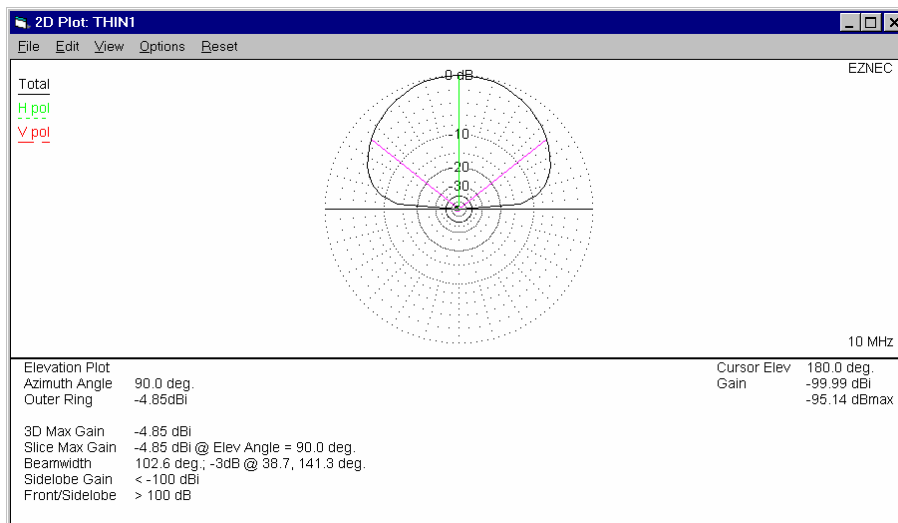 2D Plot: THIN1
File Edit View Options Reset
EZNEC
Total
H pol
V pol
0 dB
-10
-20
-30
10 MHz
Elevation Plot
Azimuth Angle 90.0 deg.
Outer Ring -4.85dBi
Cursor Elev 180.0 deg.
Gain -99.99 dBi
-95.14 dBmax
3D Max Gain -4.85 dBi
Slice Max Gain -4.85 dBi @ Elev Angle = 90.0 deg.
Beamwidth 102.6 deg.; -3dB @ 38.7, 141.3 deg.
Sidelobe Gain < -100 dBi
Front/Sidelobe > 100 dB